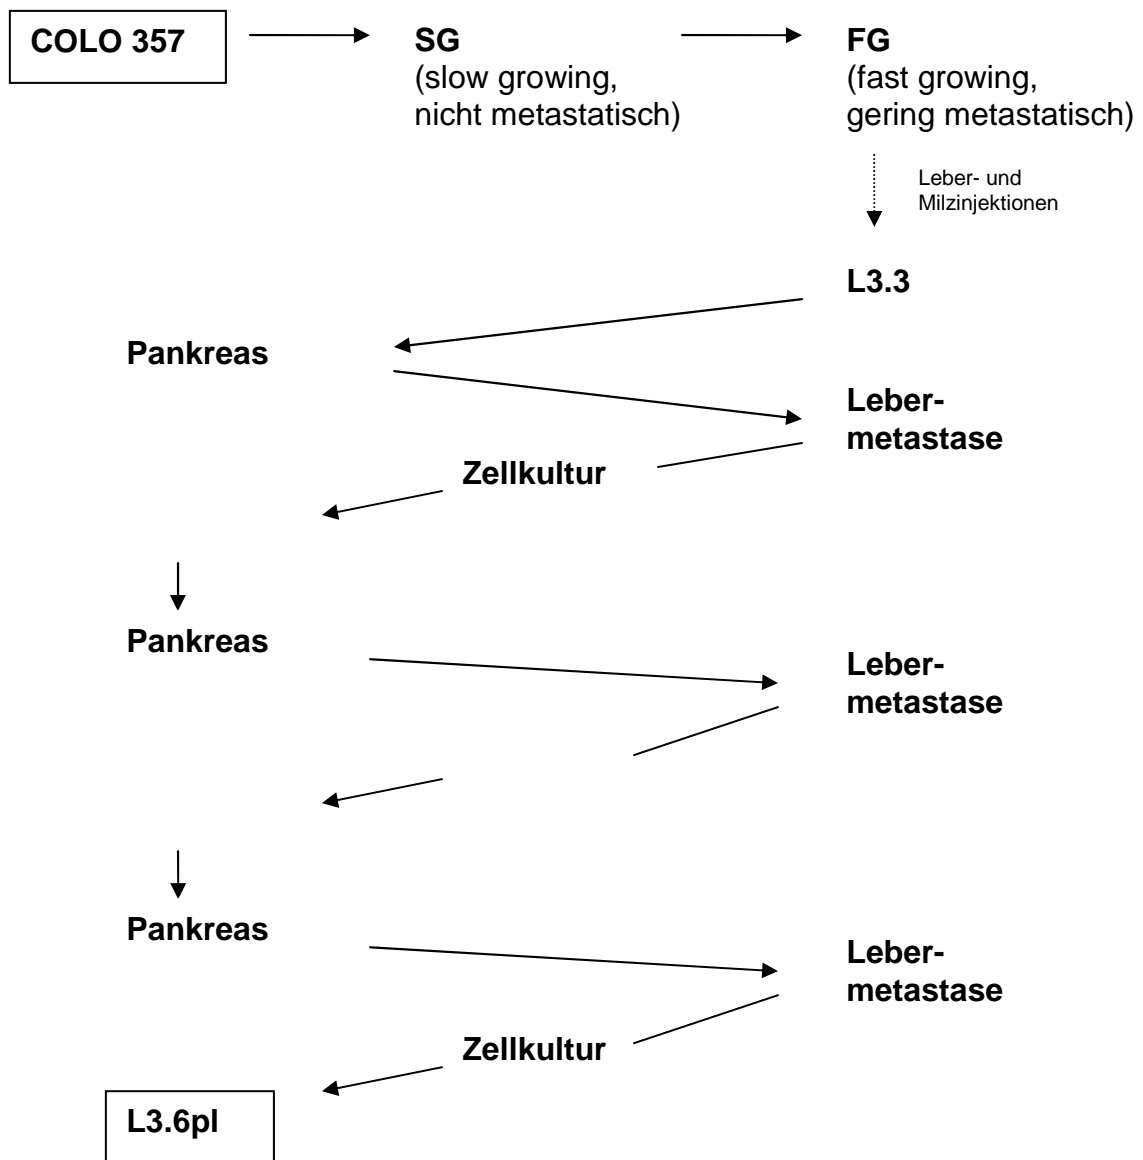 COLO 357
SG
(slow growing,
nicht metastatisch)
FG
(fast growing,
gering metastatisch)
Leber- und
Milzinjektionen
L3.3
Pankreas
Leber-
metastase
Zellkultur
Pankreas
Leber-
metastase
Pankreas
Leber-
metastase
Zellkultur
L3.6pl